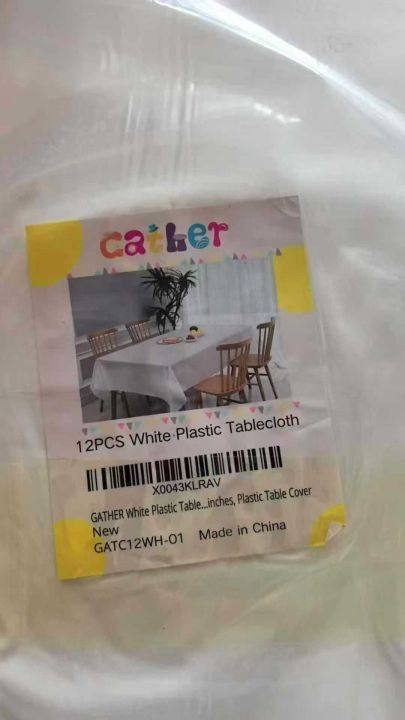 Gather
12PCS White Plastic Tablecloth
X0043KLRAV
GATHER White Plastic Table...inches, Plastic Table Cover
New
GATC12WH-01 Made in China